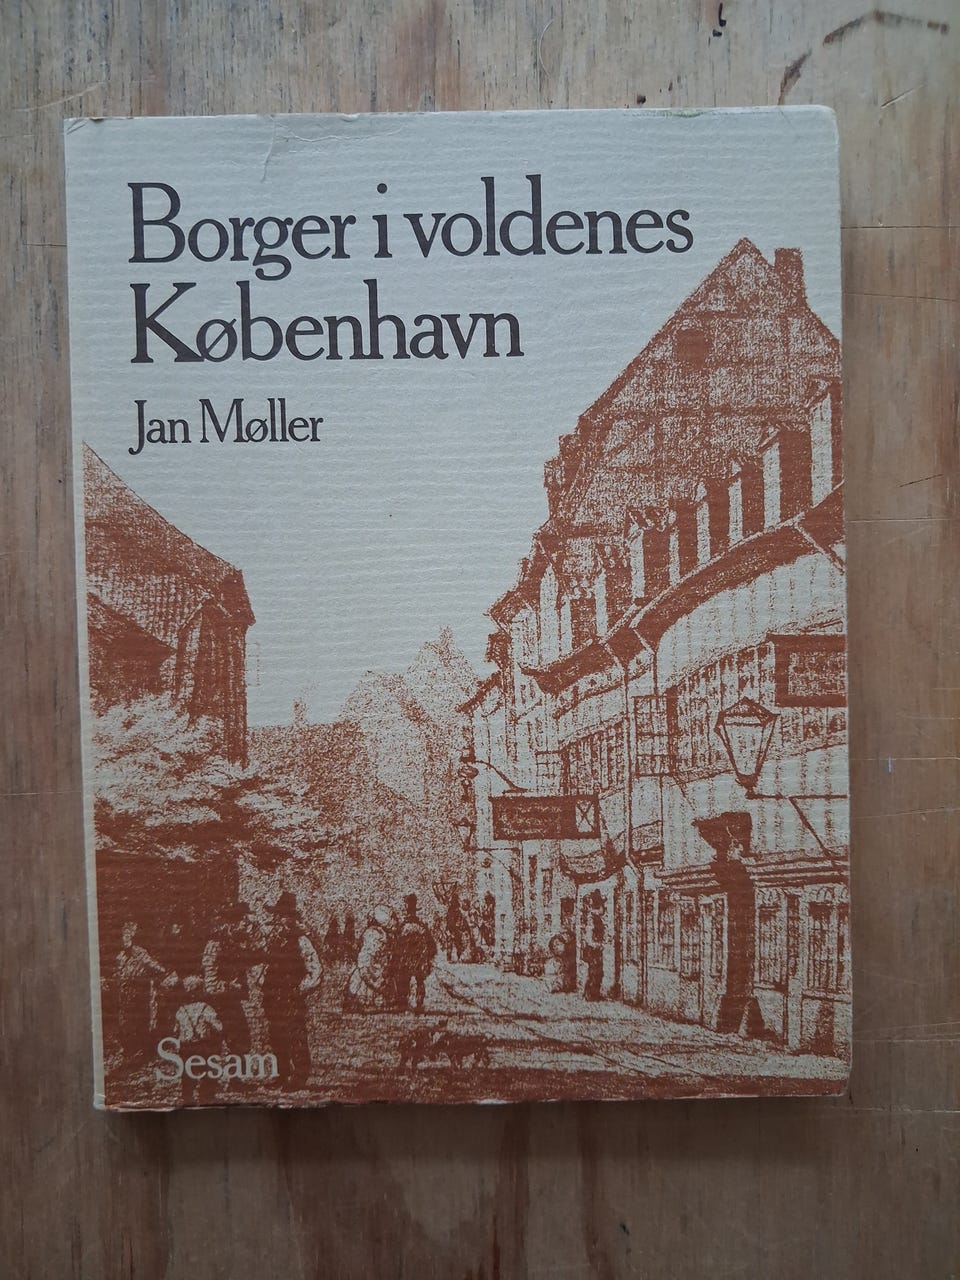 Borger i voldenes
København
Jan Møller
Sesam